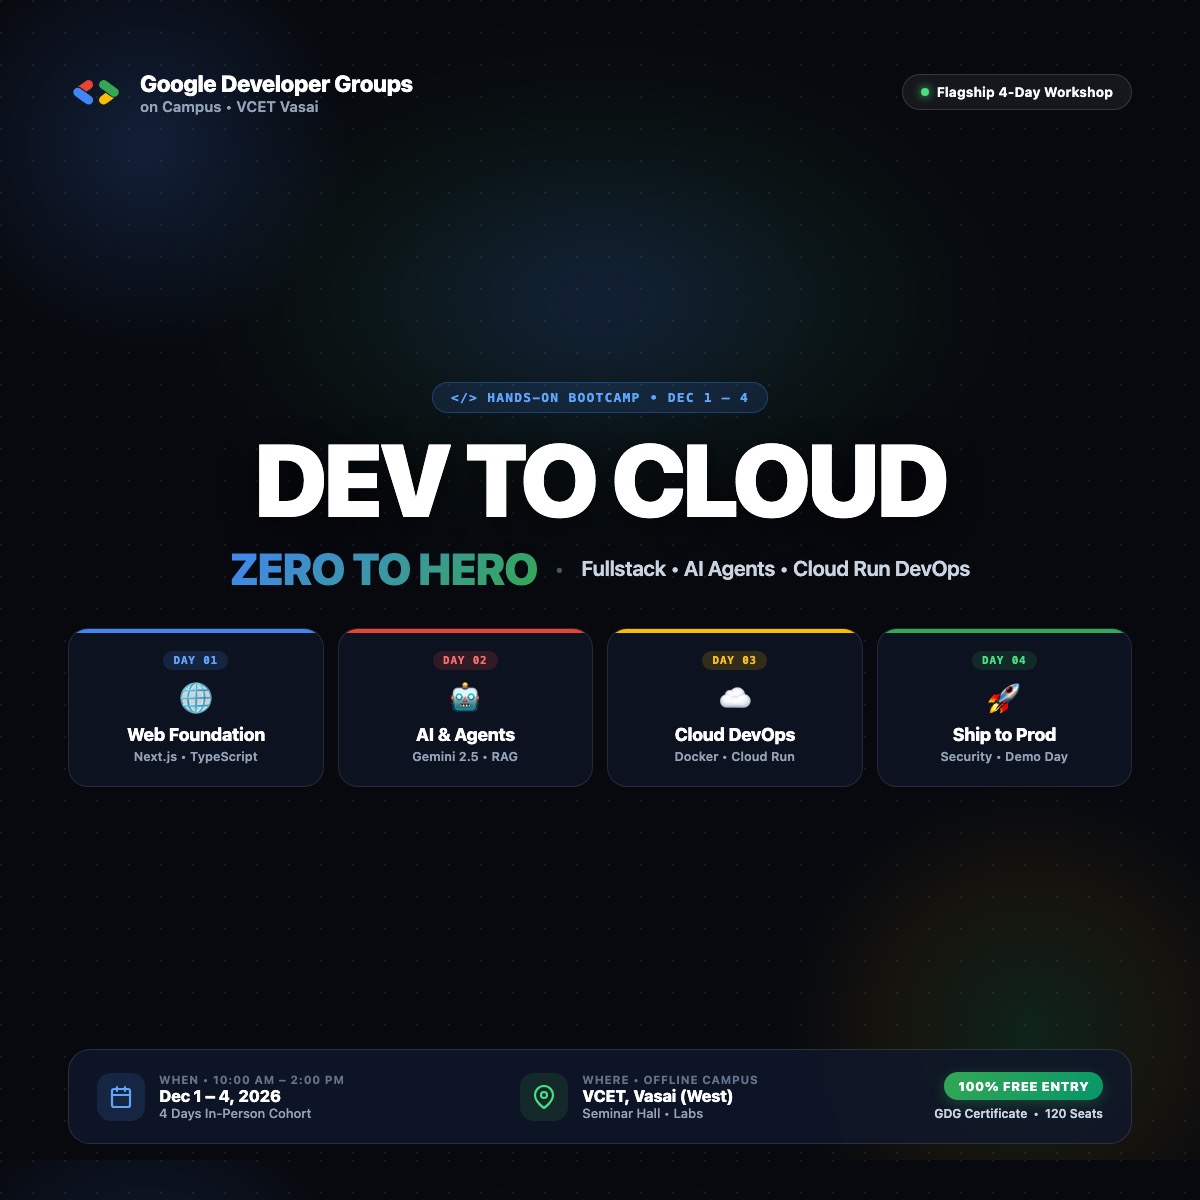 Google Developer Groups
on Campus • VCET Vasai
Flagship 4-Day Workshop
</> HANDS-ON BOOTCAMP • DEC 1 – 4
DEV TO CLOUD
ZERO TO HERO • Fullstack • AI Agents • Cloud Run DevOps
DAY 01
Web Foundation
Next.js • TypeScript
DAY 02
AI & Agents
Gemini 2.5 • RAG
DAY 03
Cloud DevOps
Docker • Cloud Run
DAY 04
Ship to Prod
Security • Demo Day
WHEN • 10:00 AM – 2:00 PM
Dec 1 – 4, 2026
4 Days In-Person Cohort
WHERE • OFFLINE CAMPUS
VCET, Vasai (West)
Seminar Hall • Labs
100% FREE ENTRY
GDG Certificate • 120 Seats